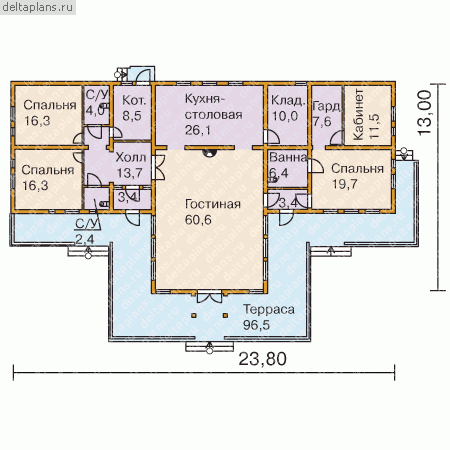 deltaplans.ru
Спальня
16,3
С/У
4,0
Кот.
8,5
Кухня-
столовая
26,1
Клад.
10,0
Гард.
7,6
Кабинет
11,5
13,00
Спальня
16,3
Холл
13,7
3,4
Гостиная
60,6
Ванна
6,4
3,4
Спальня
19,7
С/У
2,4
Терраса
96,5
23,80